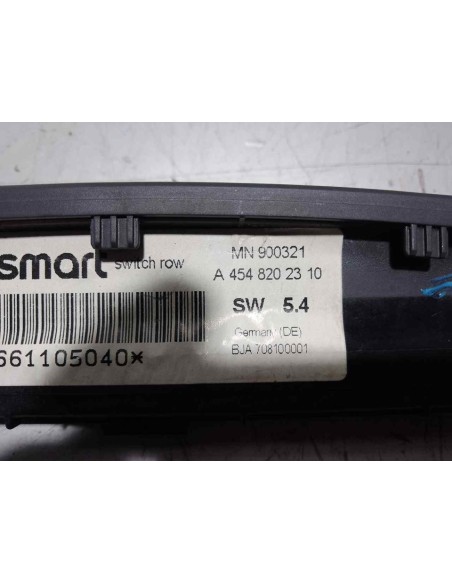 smart switch row
MN 900321
A 454 820 23 10
SW 5.4
Germany (DE)
BJA 708100001
661105040*